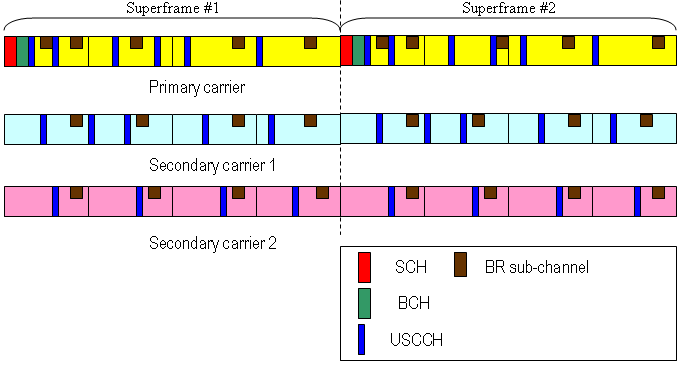 Superframe #1
Superframe #2
Primary carrier
Secondary carrier 1
Secondary carrier 2
SCH
BR sub-channel
BCH
USCCH